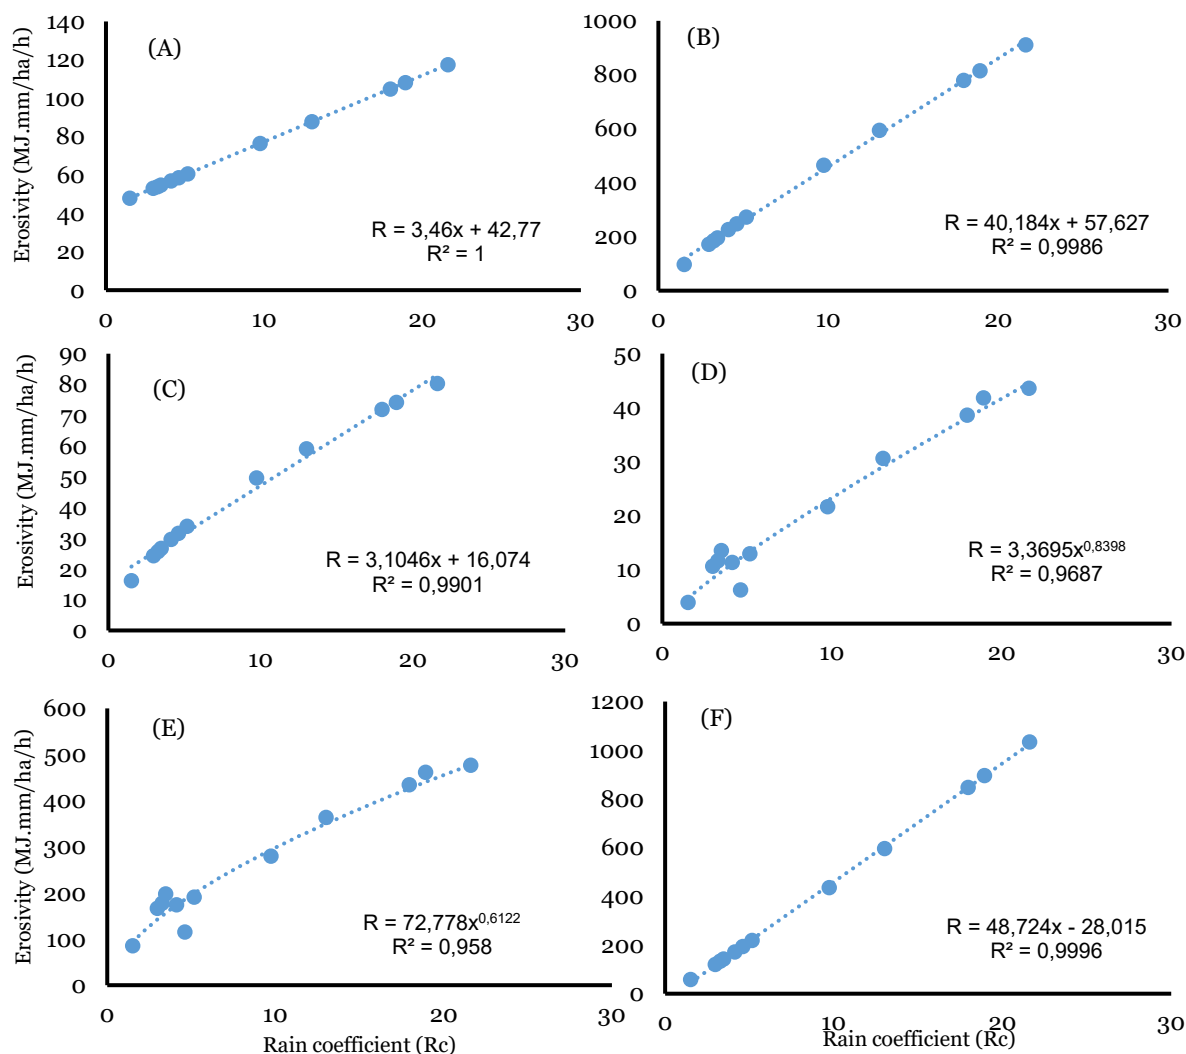 Erosivity (MJ.mm/ha/h)
140
120
100
80
60
40
20
0
(A)
R = 3,46x + 42,77
R² = 1
0 10 20 30
1000
800
600
400
200
0
(B)
R = 40,184x + 57,627
R² = 0,9986
0 10 20 30
Erosivity (MJ.mm/ha/h)
90
80
70
60
50
40
30
20
10
0
(C)
R = 3,1046x + 16,074
R² = 0,9901
0 10 20 30
50
40
30
20
10
0
(D)
R = 3,3695x^0,8398
R² = 0,9687
0 10 20 30
Erosivity (MJ.mm/ha/h)
600
500
400
300
200
100
0
(E)
R = 72,778x^0,6122
R² = 0,958
0 10 20 30
Rain coefficient (Rc)
1200
1000
800
600
400
200
0
(F)
R = 48,724x - 28,015
R² = 0,9996
0 10 20 30
Rain coefficient (Rc)